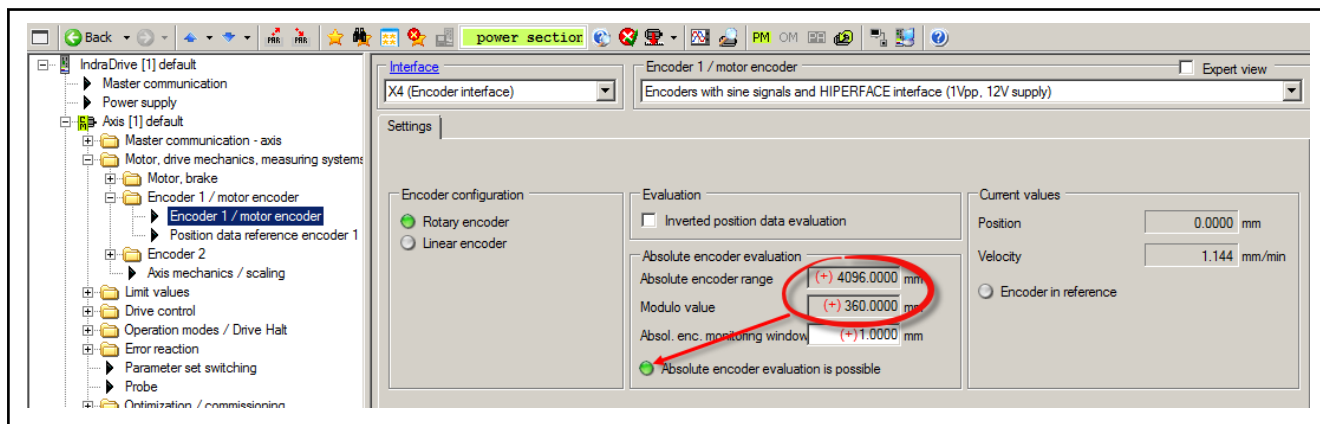 Back PAR PAR power section PM OM
IndraDrive [1] default
Master communication
Power supply
Axis [1] default
Master communication - axis
Motor, drive mechanics, measuring systems
Motor, brake
Encoder 1 / motor encoder
Encoder 1 / motor encoder
Position data reference encoder 1
Encoder 2
Axis mechanics / scaling
Limit values
Drive control
Operation modes / Drive Halt
Error reaction
Parameter set switching
Probe
Optimization / commissioning
Interface
X4 (Encoder interface)
Encoder 1 / motor encoder
Expert view
Encoders with sine signals and HIPERFACE interface (1Vpp, 12V supply)
Settings
Encoder configuration
Rotary encoder
Linear encoder
Evaluation
Inverted position data evaluation
Absolute encoder evaluation
Absolute encoder range (+) 4096.0000 mm
Modulo value (+) 360.0000 mm
Absol. enc. monitoring window (+)1.0000 mm
Absolute encoder evaluation is possible
Current values
Position 0.0000 mm
Velocity 1.144 mm/min
Encoder in reference